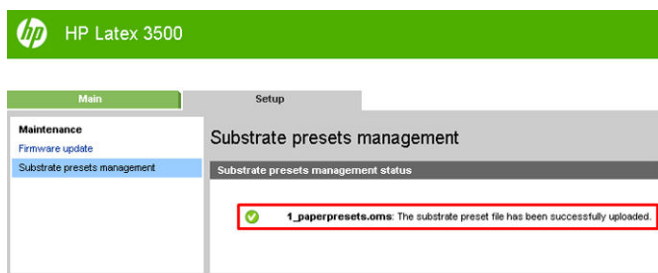 hp HP Latex 3500
Main Setup
Maintenance
Firmware update
Substrate presets management
Substrate presets management
Substrate presets management status
1_paperpresets.oms: The substrate preset file has been successfully uploaded.